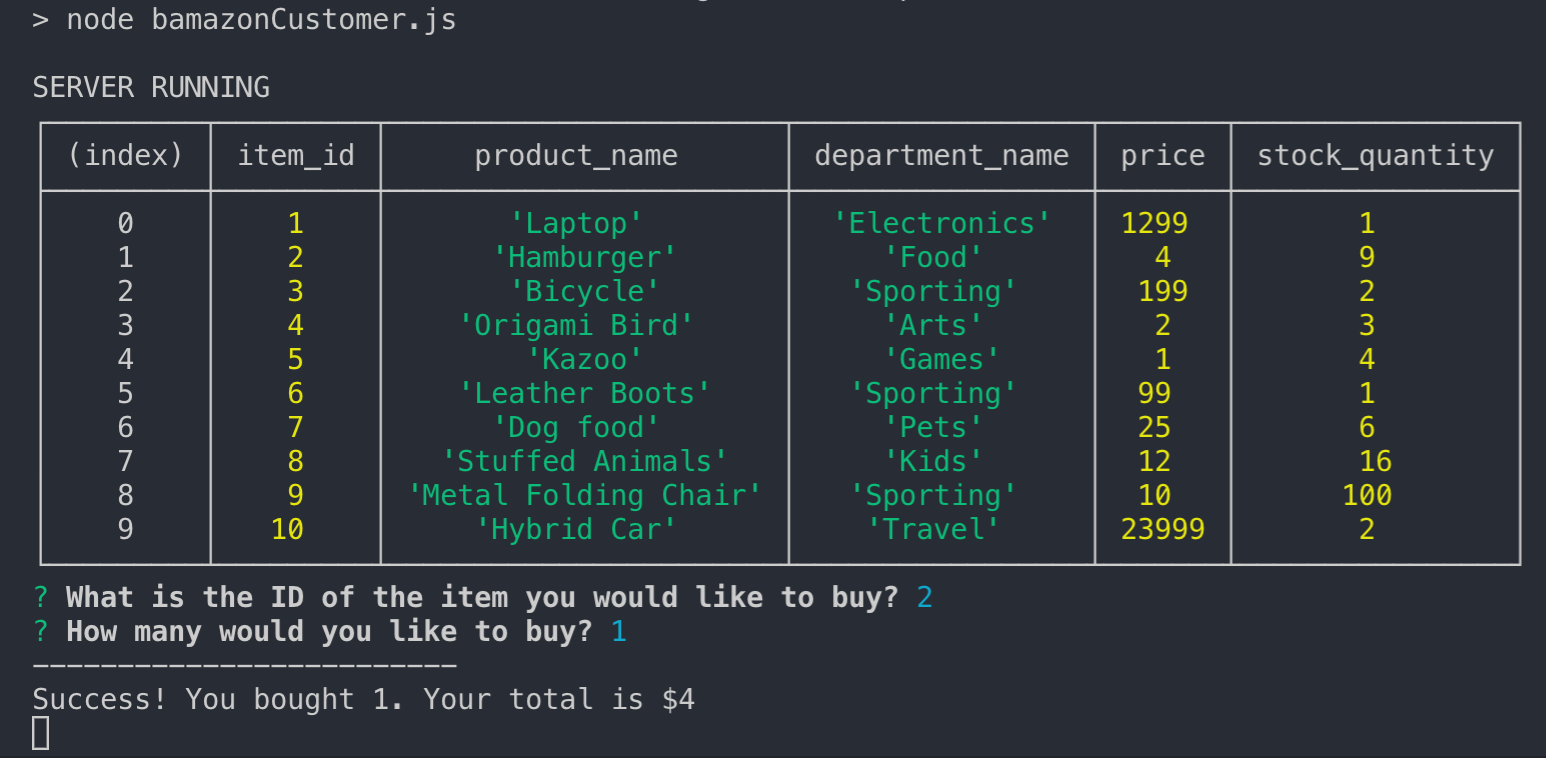 > node bamazonCustomer.js
SERVER RUNNING
(index) item_id product_name department_name price stock_quantity
0 1 'Laptop' 'Electronics' 1299 1
1 2 'Hamburger' 'Food' 4 9
2 3 'Bicycle' 'Sporting' 199 2
3 4 'Origami Bird' 'Arts' 2 3
4 5 'Kazoo' 'Games' 1 4
5 6 'Leather Boots' 'Sporting' 99 1
6 7 'Dog food' 'Pets' 25 6
7 8 'Stuffed Animals' 'Kids' 12 16
8 9 'Metal Folding Chair' 'Sporting' 10 100
9 10 'Hybrid Car' 'Travel' 23999 2
? What is the ID of the item you would like to buy? 2
? How many would you like to buy? 1
-------------------------
Success! You bought 1. Your total is $4